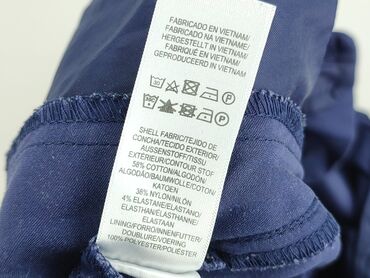 FABRICADO EN VIETNAM/
FABRICADO NA VIETNAME/
HERGESTELLT IN VIETNAM/
FABRIQUÉ EN VIETNAM/
GEPRODUCEERD IN VIETNAM
SHELL FABRIC/TEJIDO DE
CONCHA/TECIDO EXTERIOR/
AUSSENSTOFF/TISSU
EXTERIEUR/CONTOUR STOF
58% COTTON/ALGODÓN/
ALGODÃO/BAUMWOLLE/COTON/
KATOEN
38% NYLON/NILÓN
4% ELASTANE/ELASTANO/
ELASTHAN/ÉLASTHANNE/
ELASTAAN
LINING/FORRO/INNENFUTTER/
DOUBLURE/VOERING
100% POLYESTER/POLIÉSTER